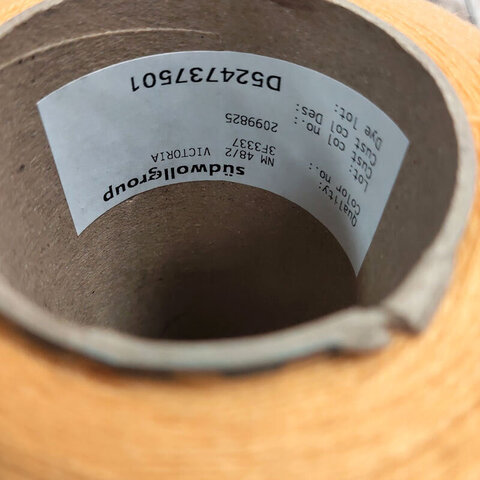 südwollgroup
Quality: NM 48/2 VICTORIA
Color no.: 3F3337
Lot: 2099825
Cust col no.:
Cust col Des:
Dye lot: D524737501